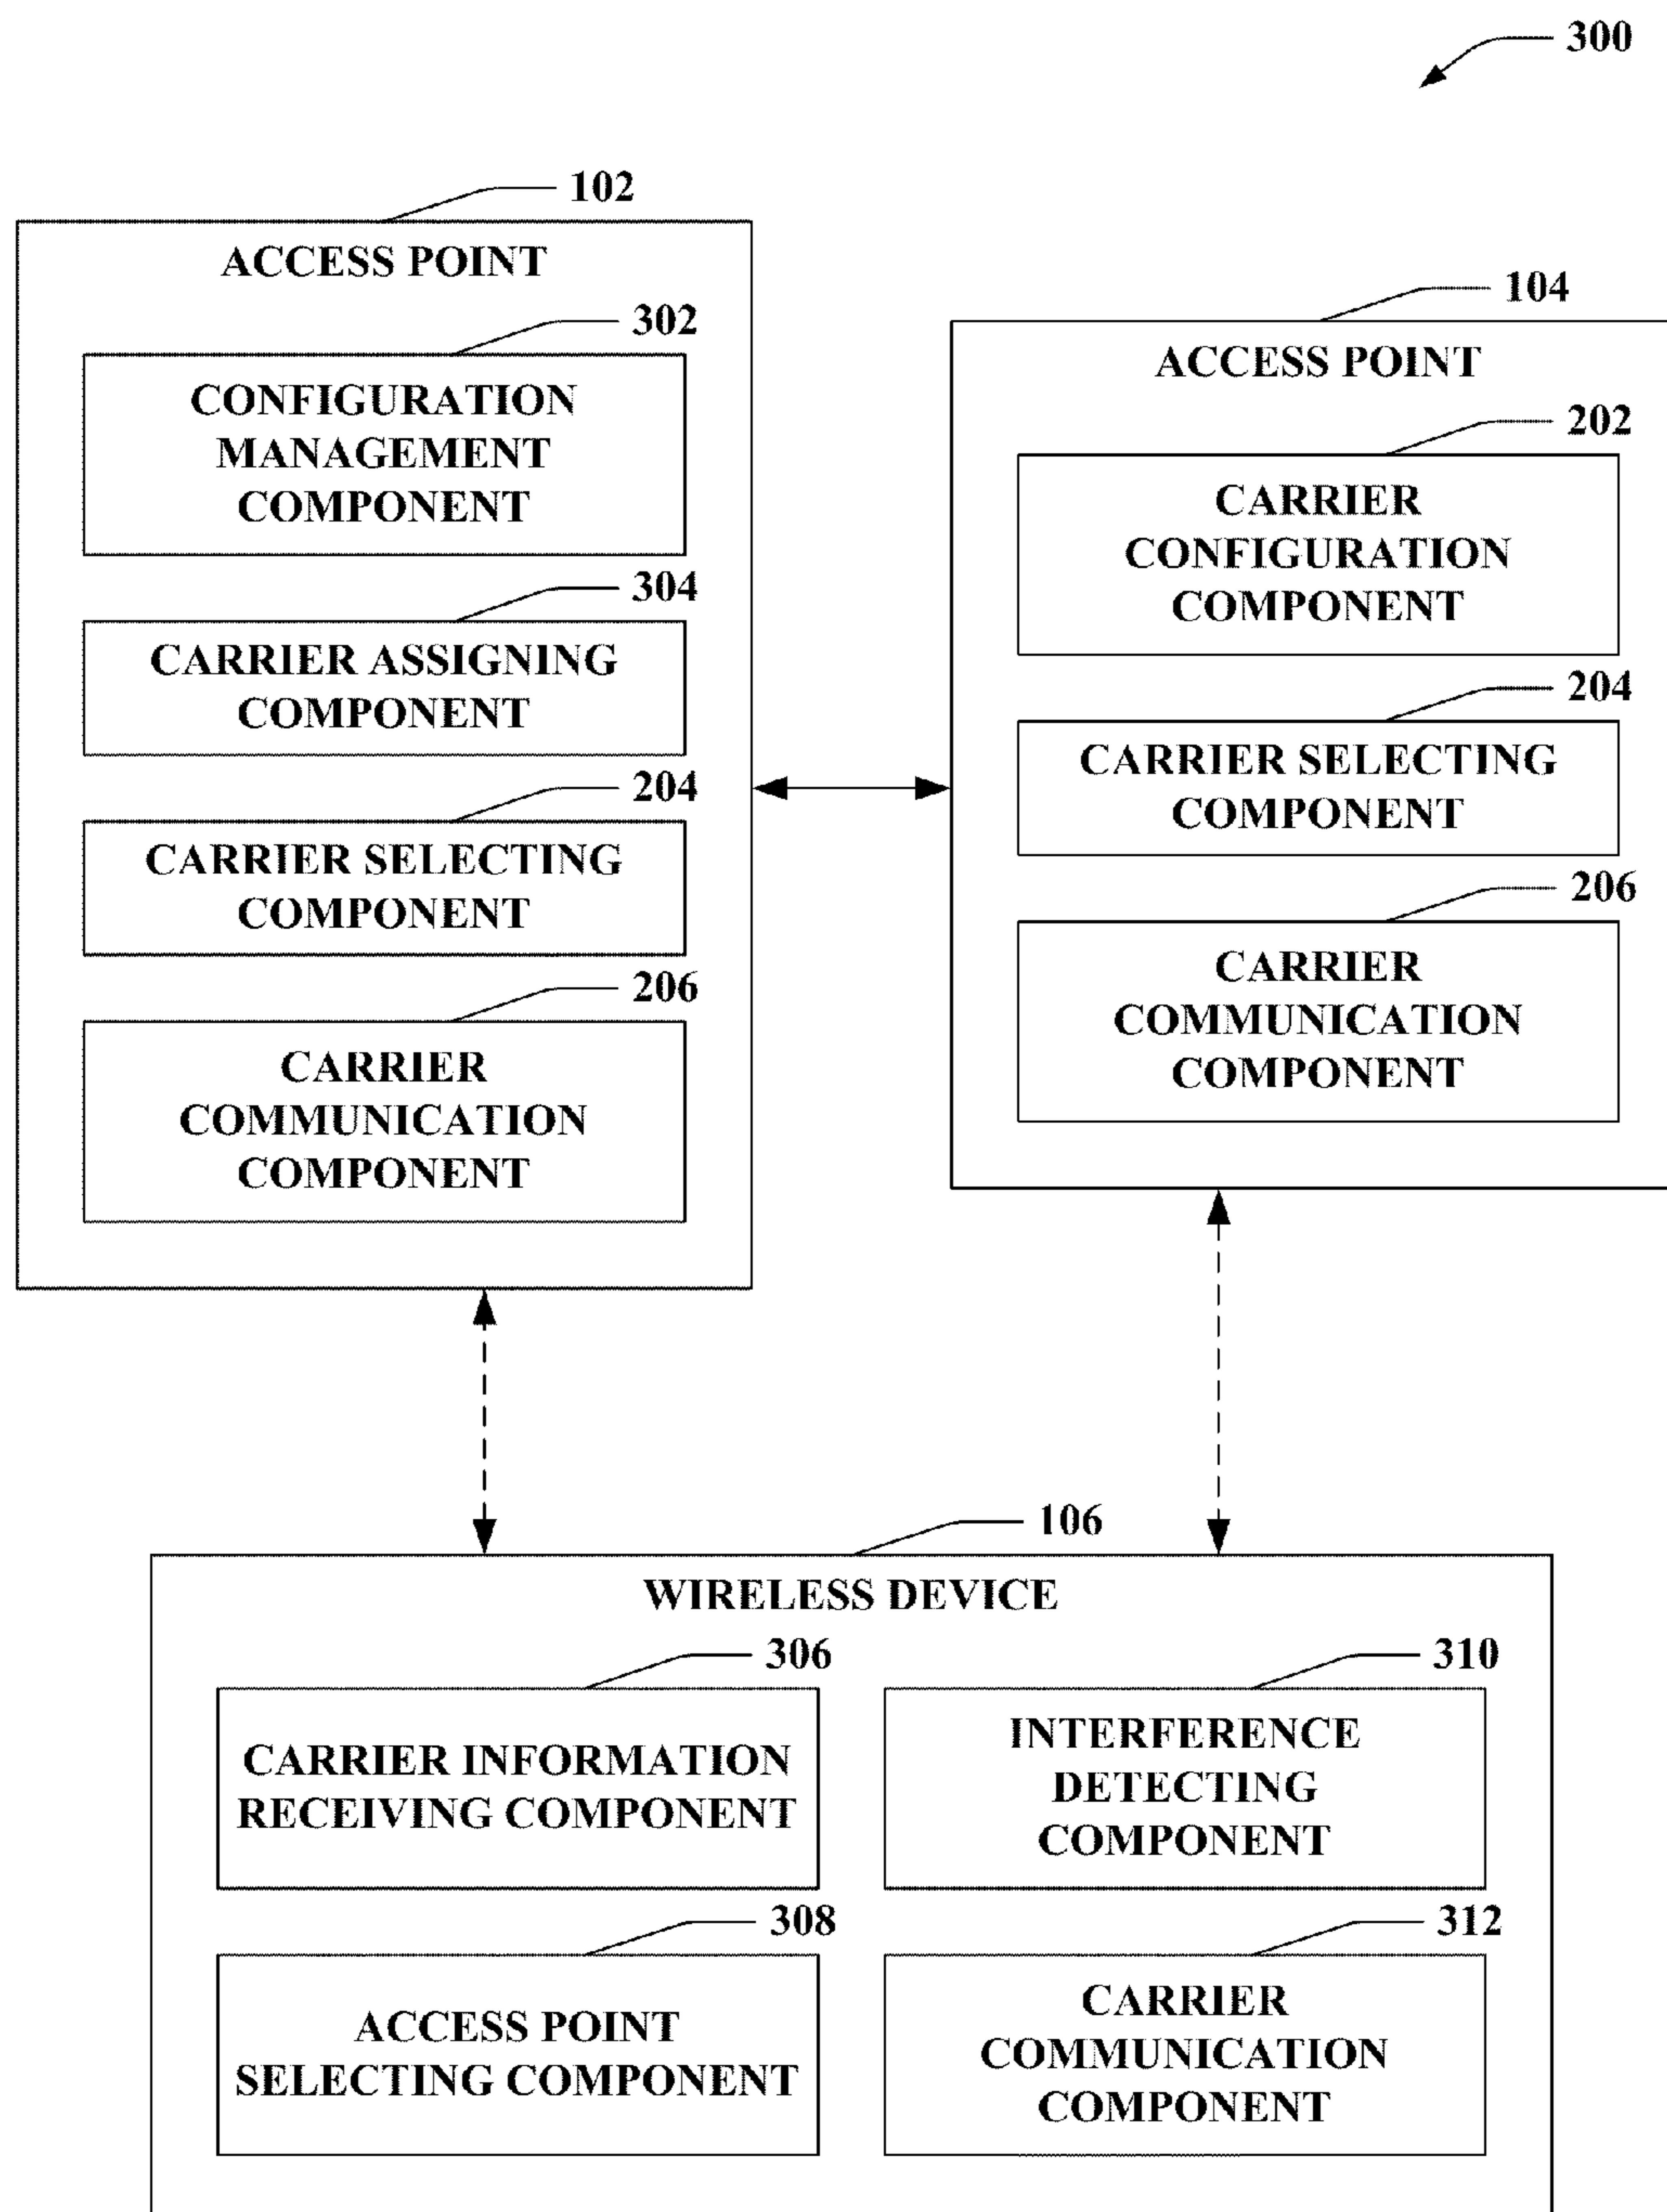 300
102
ACCESS POINT
302
CONFIGURATION
MANAGEMENT
COMPONENT
304
CARRIER ASSIGNING
COMPONENT
204
CARRIER SELECTING
COMPONENT
206
CARRIER
COMMUNICATION
COMPONENT
104
ACCESS POINT
202
CARRIER
CONFIGURATION
COMPONENT
204
CARRIER SELECTING
COMPONENT
206
CARRIER
COMMUNICATION
COMPONENT
106
WIRELESS DEVICE
306
CARRIER INFORMATION
RECEIVING COMPONENT
308
ACCESS POINT
SELECTING COMPONENT
310
INTERFERENCE
DETECTING
COMPONENT
312
CARRIER
COMMUNICATION
COMPONENT